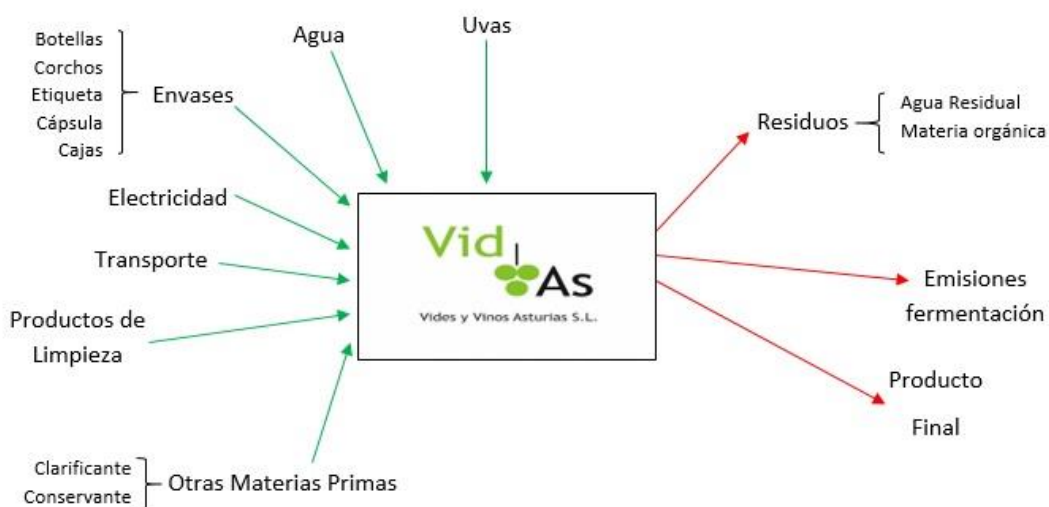 Uvas
Agua
Botellas
Corchos
Etiqueta
Cápsula
Cajas
Envases
Electricidad
Transporte
Productos de
Limpieza
Clarificante
Conservante
Otras Materias Primas
Vid
As
Vides y Vinos Asturias S.L.
Residuos
Agua Residual
Materia orgánica
Emisiones
fermentación
Producto
Final